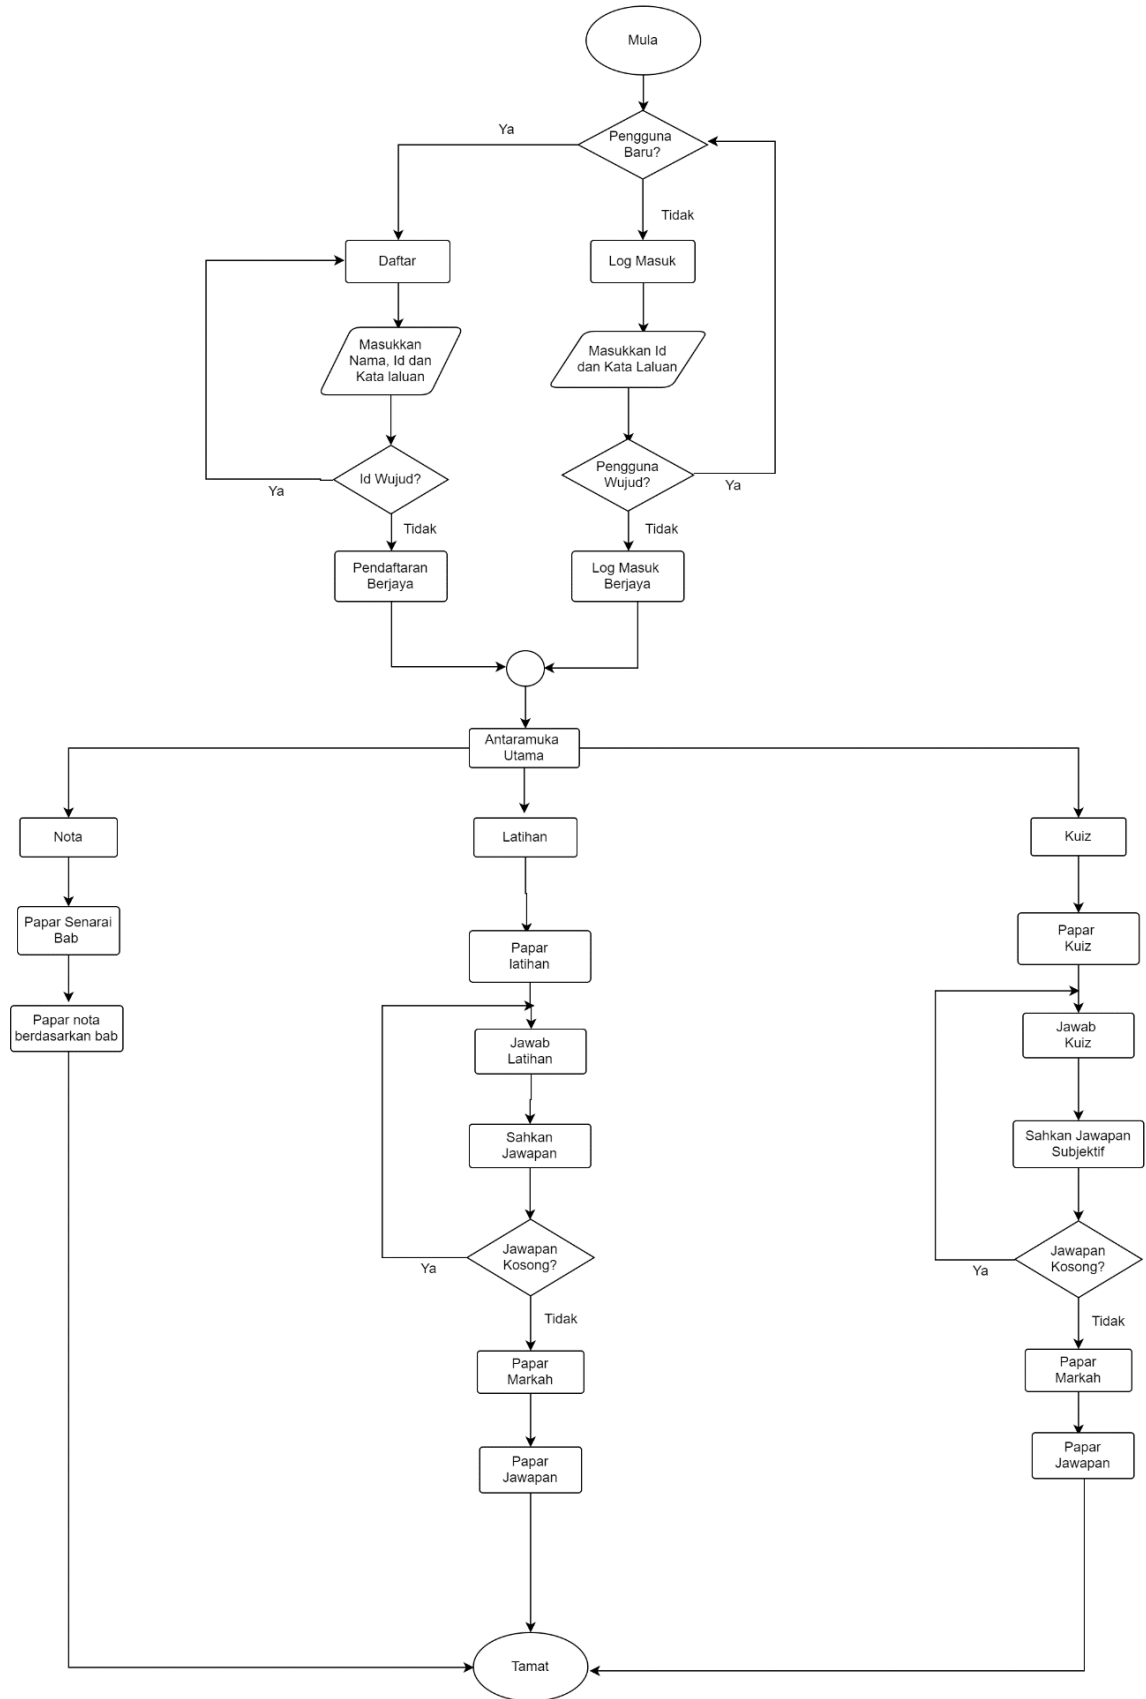 Mula
Pengguna
Baru?
Ya
Tidak
Daftar
Log Masuk
Masukkan
Nama, Id dan
Kata laluan
Masukkan Id
dan Kata Laluan
Id Wujud?
Ya
Tidak
Pengguna
Wujud?
Ya
Tidak
Pendaftaran
Berjaya
Log Masuk
Berjaya
Antaramuka
Utama
Nota
Papar Senarai
Bab
Papar nota
berdasarkan bab
Latihan
Papar
latihan
Jawab
Latihan
Sahkan
Jawapan
Jawapan
Kosong?
Ya
Tidak
Papar
Markah
Papar
Jawapan
Kuiz
Papar
Kuiz
Jawab
Kuiz
Sahkan Jawapan
Subjektif
Jawapan
Kosong?
Ya
Tidak
Papar
Markah
Papar
Jawapan
Tamat